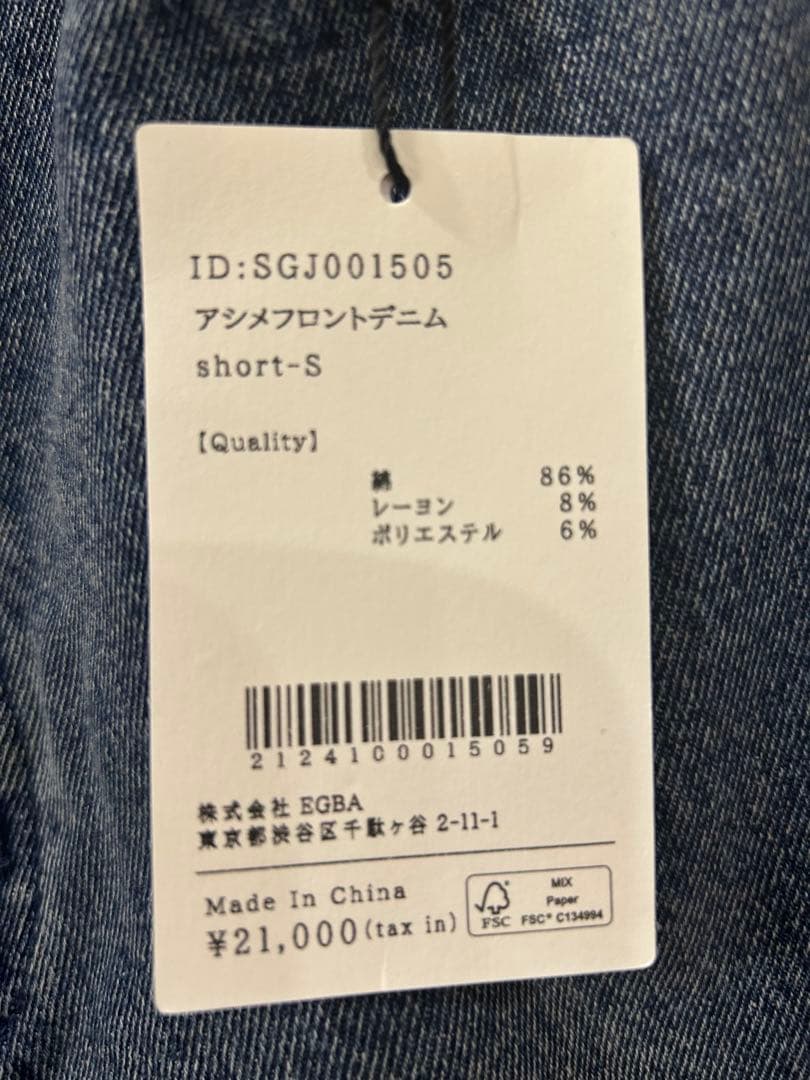 ID:SGJ001505
アシメフロントデニム
short-S
【Quality】
綿 86%
レーヨン 8%
ポリエステル 6%
2124100015059
株式会社 EGBA
東京都渋谷区千駄ヶ谷 2-11-1
Made In China
¥21,000(tax in)
FSC
MIX
Paper
FSC® C134994